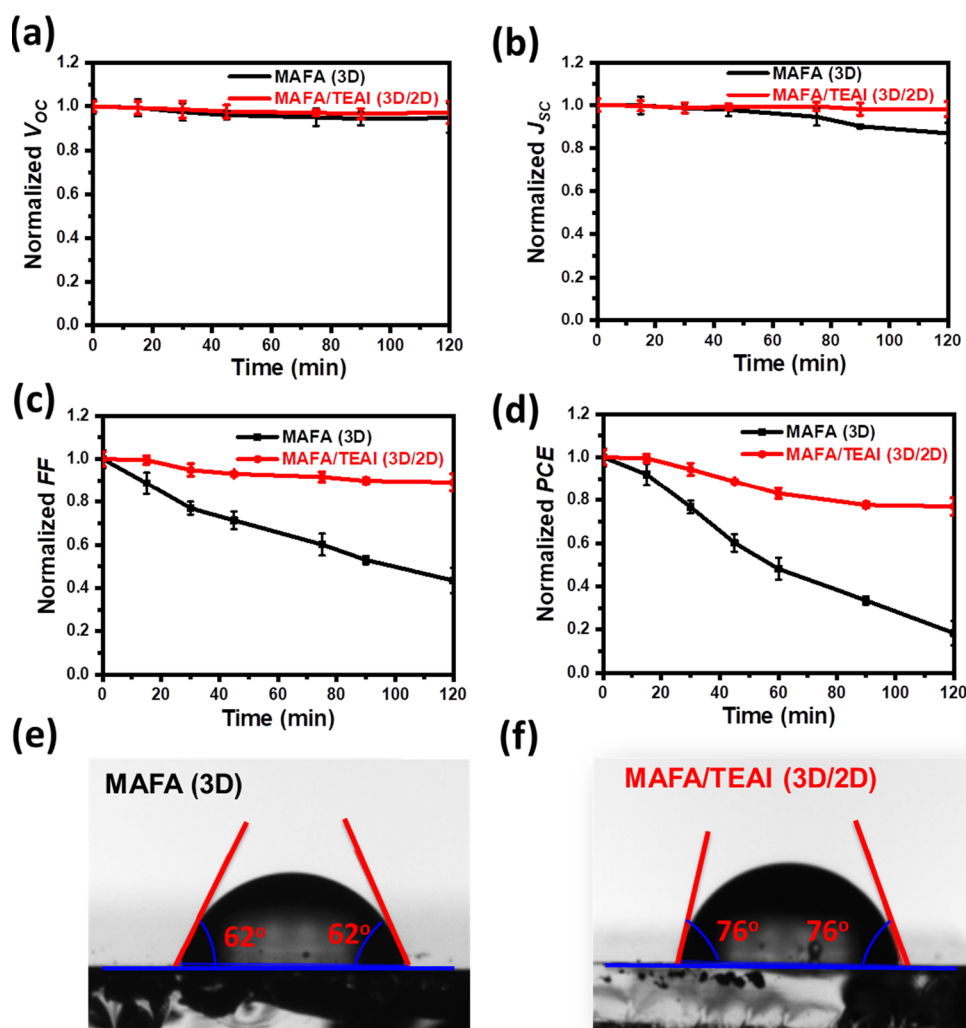 (a)
1.2
1.0
0.8
0.6
0.4
0.2
0.0
Normalized VOC
MAFA (3D)
MAFA/TEAI (3D/2D)
0 20 40 60 80 100 120
Time (min)
(b)
1.2
1.0
0.8
0.6
0.4
0.2
0.0
Normalized JSC
MAFA (3D)
MAFA/TEAI (3D/2D)
0 20 40 60 80 100 120
Time (min)
(c)
1.2
1.0
0.8
0.6
0.4
0.2
0.0
Normalized FF
MAFA (3D)
MAFA/TEAI (3D/2D)
0 20 40 60 80 100 120
Time (min)
(d)
1.2
1.0
0.8
0.6
0.4
0.2
0.0
Normalized PCE
MAFA (3D)
MAFA/TEAI (3D/2D)
0 20 40 60 80 100 120
Time (min)
(e)
MAFA (3D)
62° 62°
(f)
MAFA/TEAI (3D/2D)
76° 76°